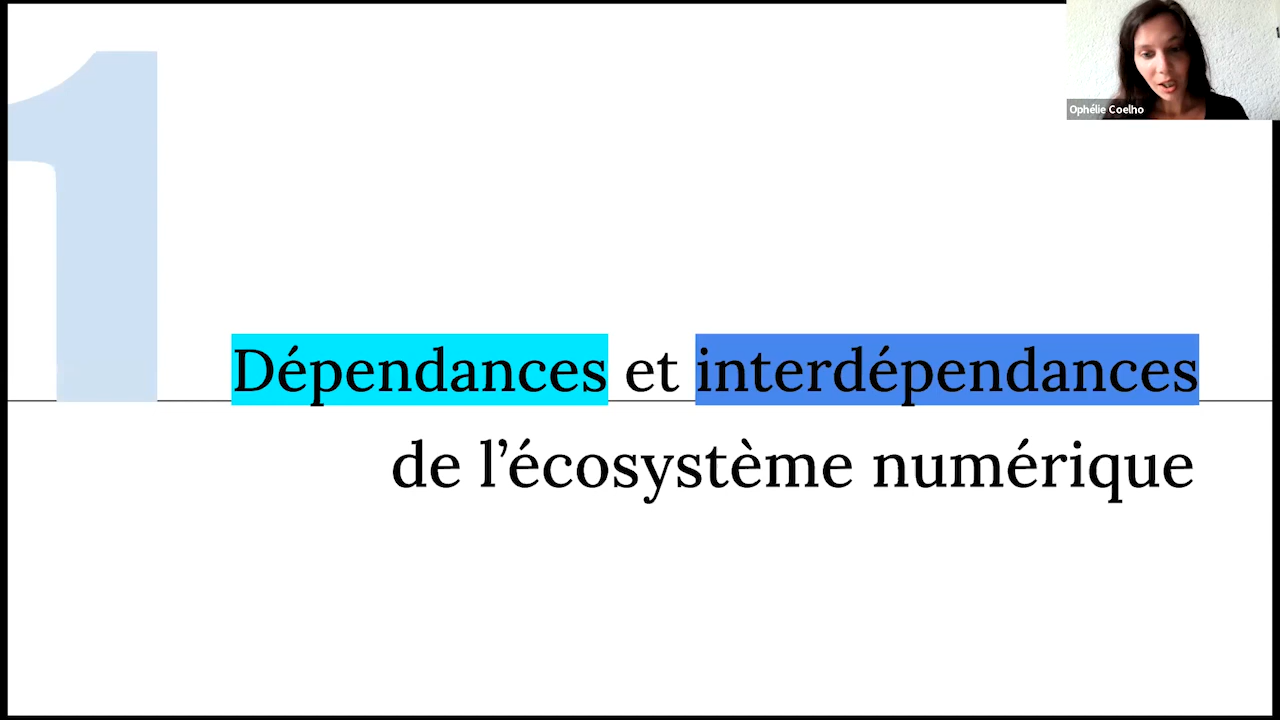 1
Ophélie Coelho
Dépendances et interdépendances
de l’écosystème numérique